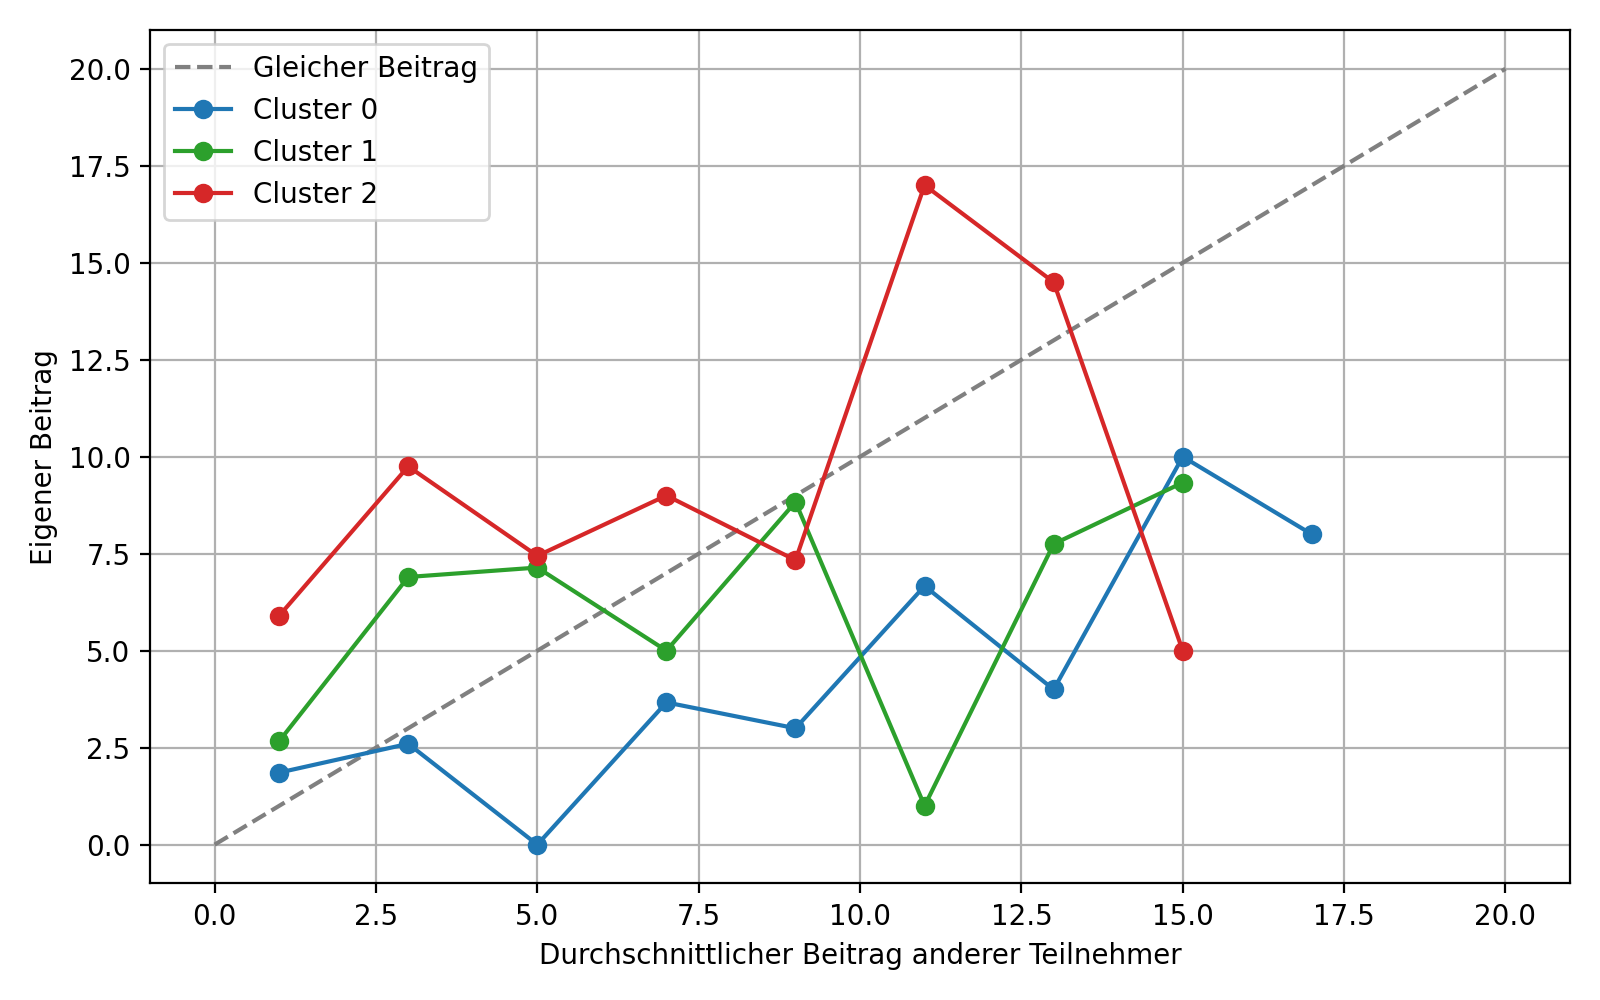 Gleicher Beitrag
Cluster 0
Cluster 1
Cluster 2
20.0
17.5
15.0
12.5
10.0
7.5
5.0
2.5
0.0
Eigener Beitrag
0.0 2.5 5.0 7.5 10.0 12.5 15.0 17.5 20.0
Durchschnittlicher Beitrag anderer Teilnehmer